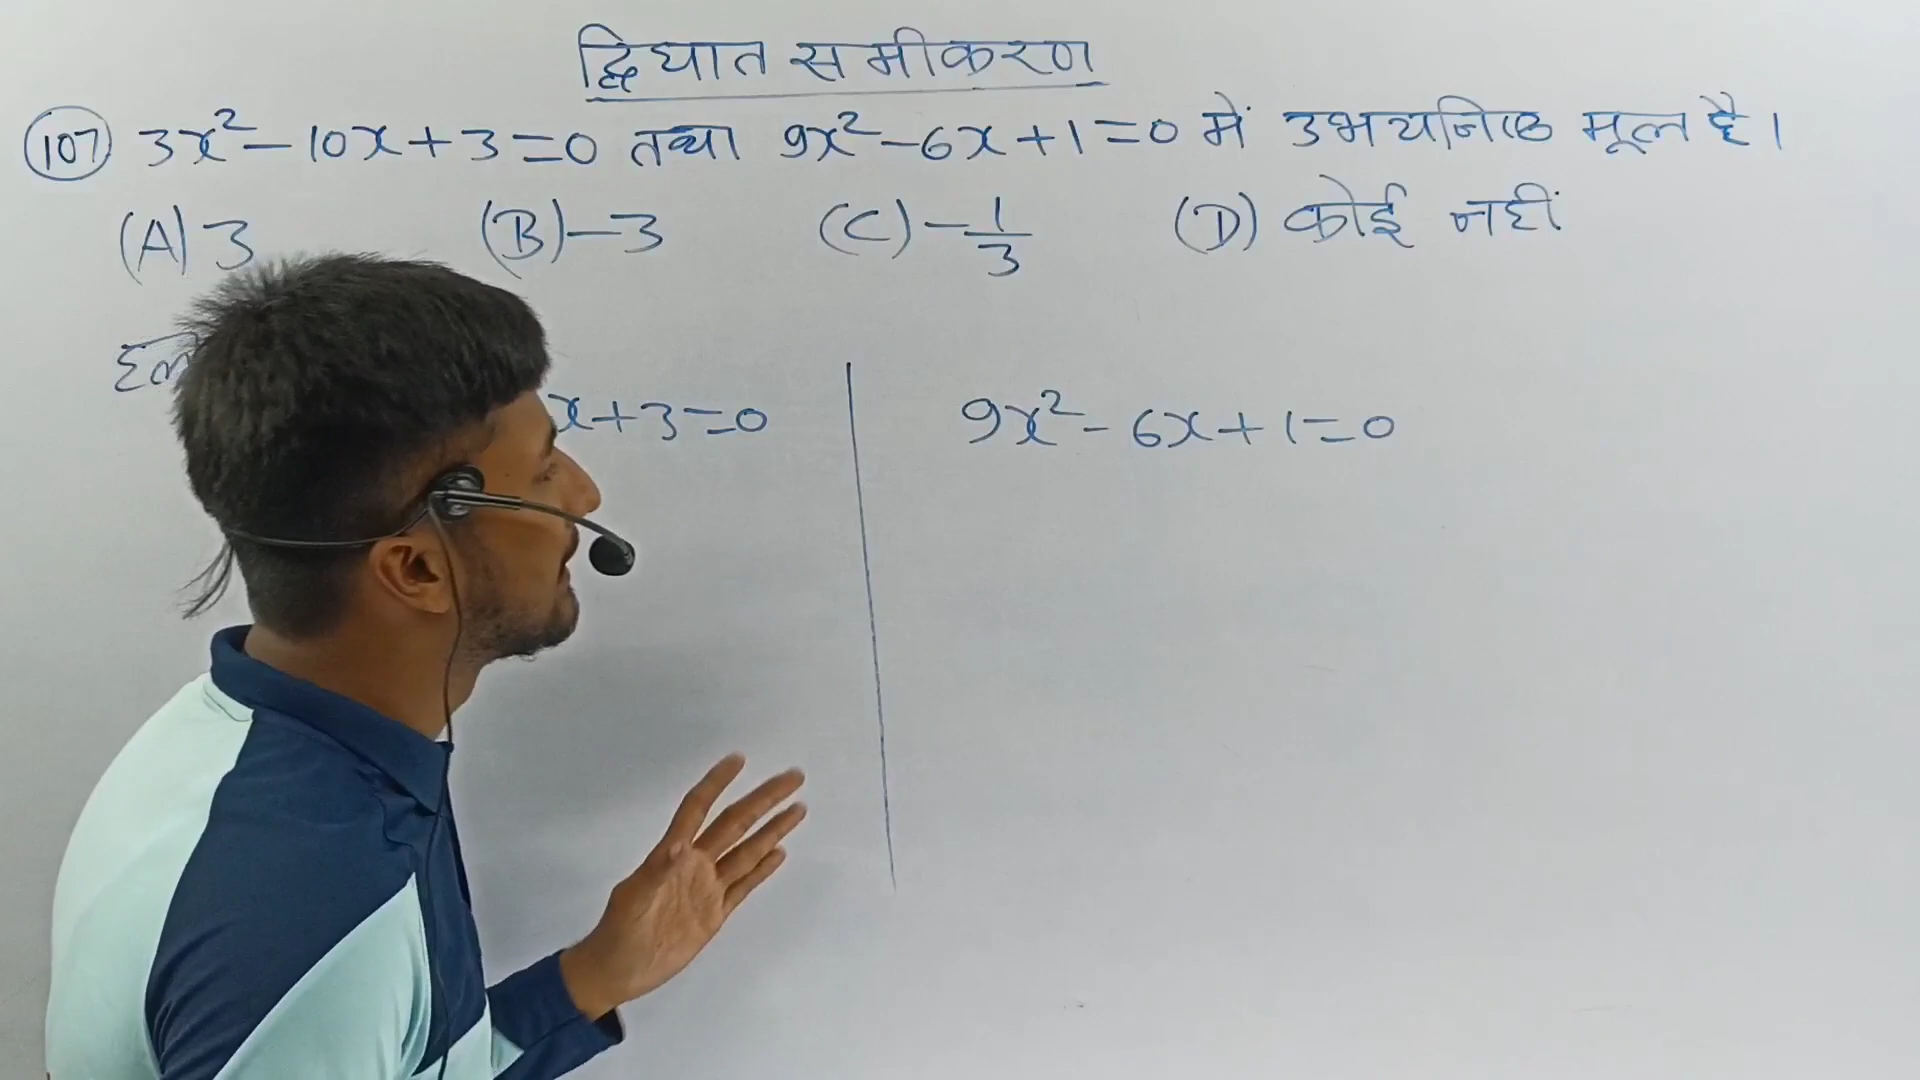 द्विघात समीकरण
(107) 3x² - 10x + 3 = 0 तथा 9x² - 6x + 1 = 0 में उभयनिष्ठ मूल है।
(A) 3 (B) -3 (C) -1/3 (D) कोई नहीं
x + 3 = 0
9x² - 6x + 1 = 0